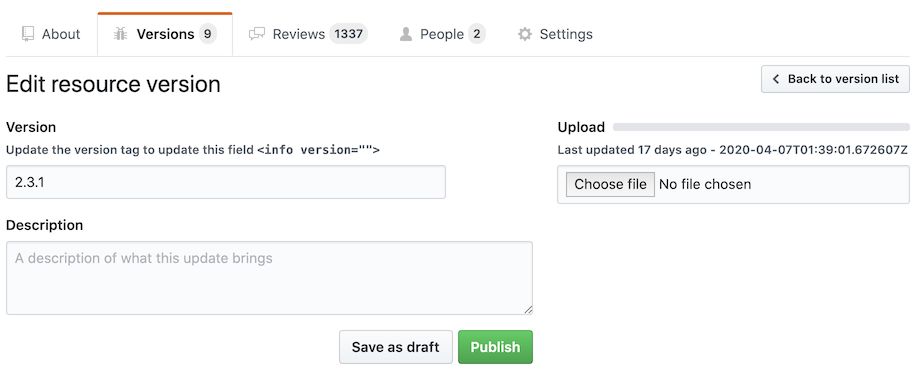 About Versions 9 Reviews 1337 People 2 Settings
Edit resource version
Back to version list
Version
Update the version tag to update this field <info version="">
2.3.1
Upload
Last updated 17 days ago - 2020-04-07T01:39:01.672607Z
Choose file No file chosen
Description
A description of what this update brings
Save as draft Publish